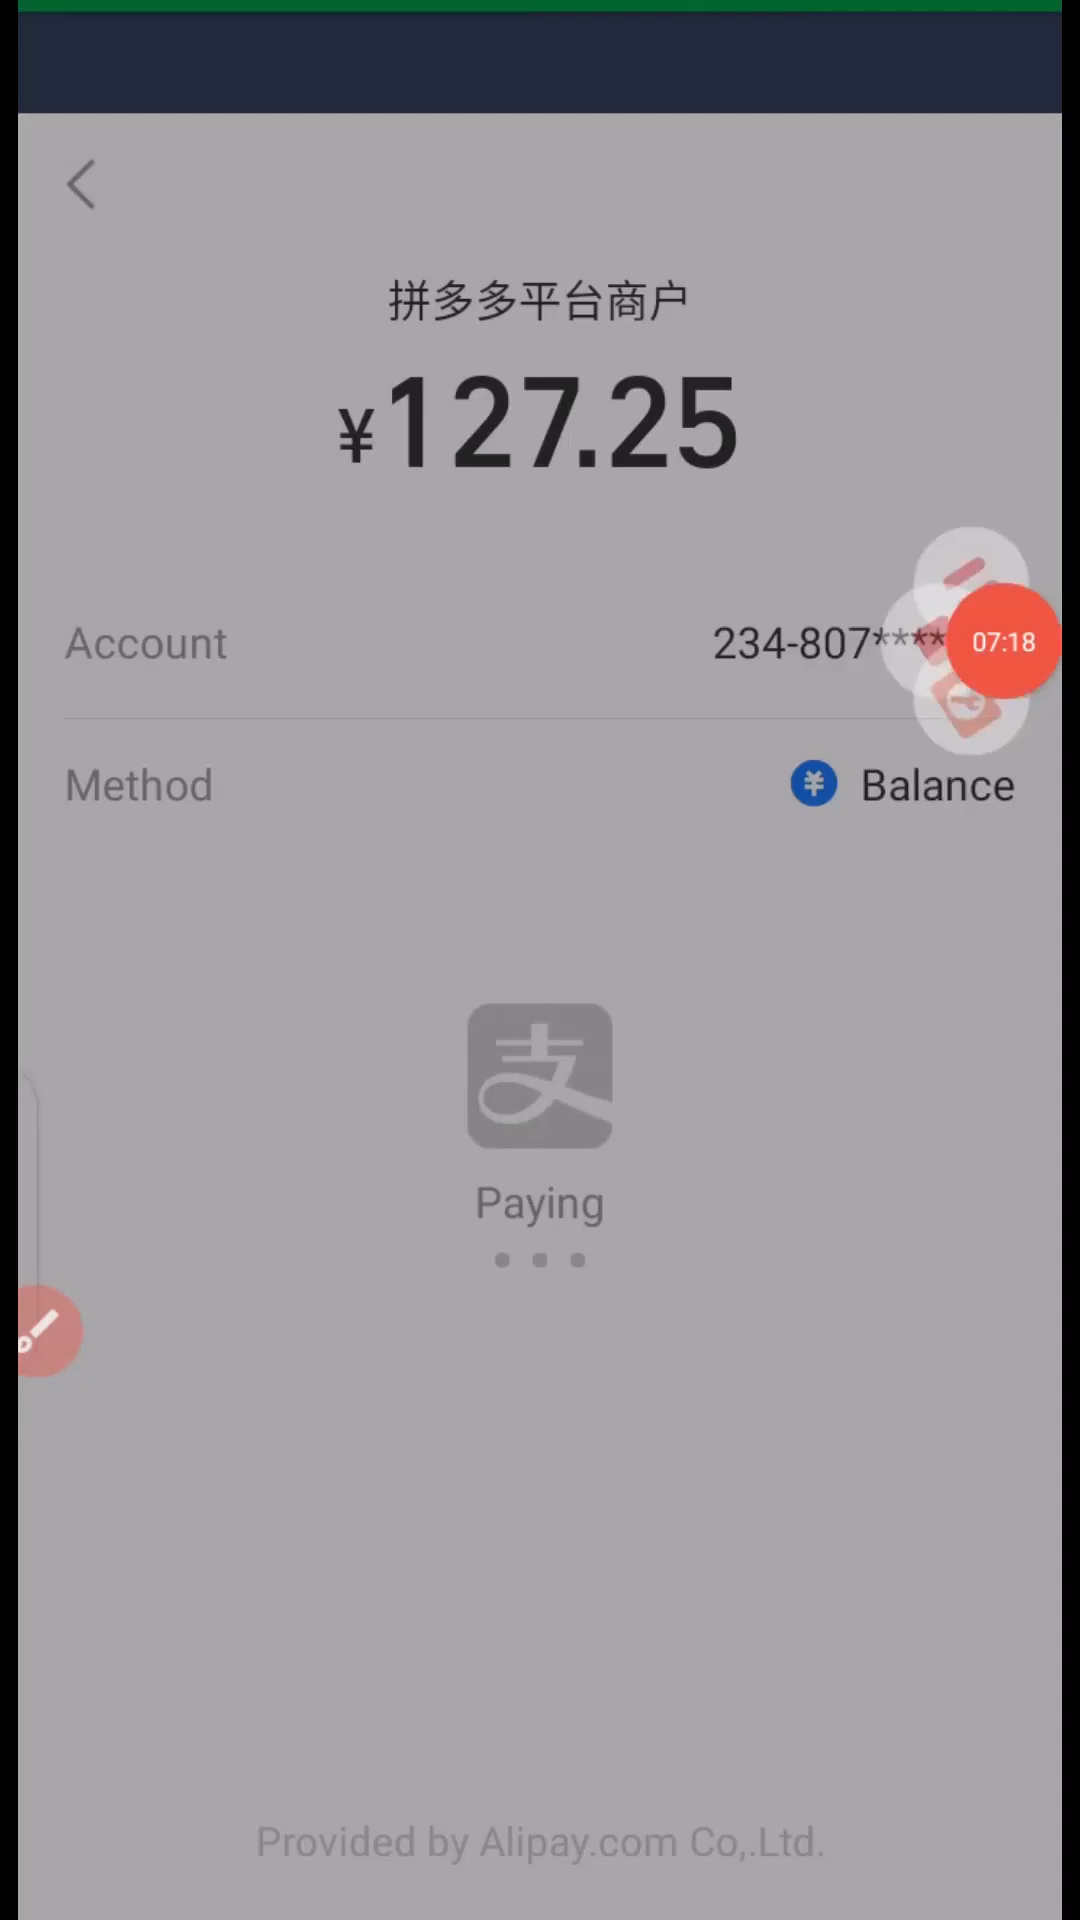 拼多多平台商户
¥127.25
Account 234-807****
07:18
Method Balance
支
Paying
Provided by Alipay.com Co,.Ltd.